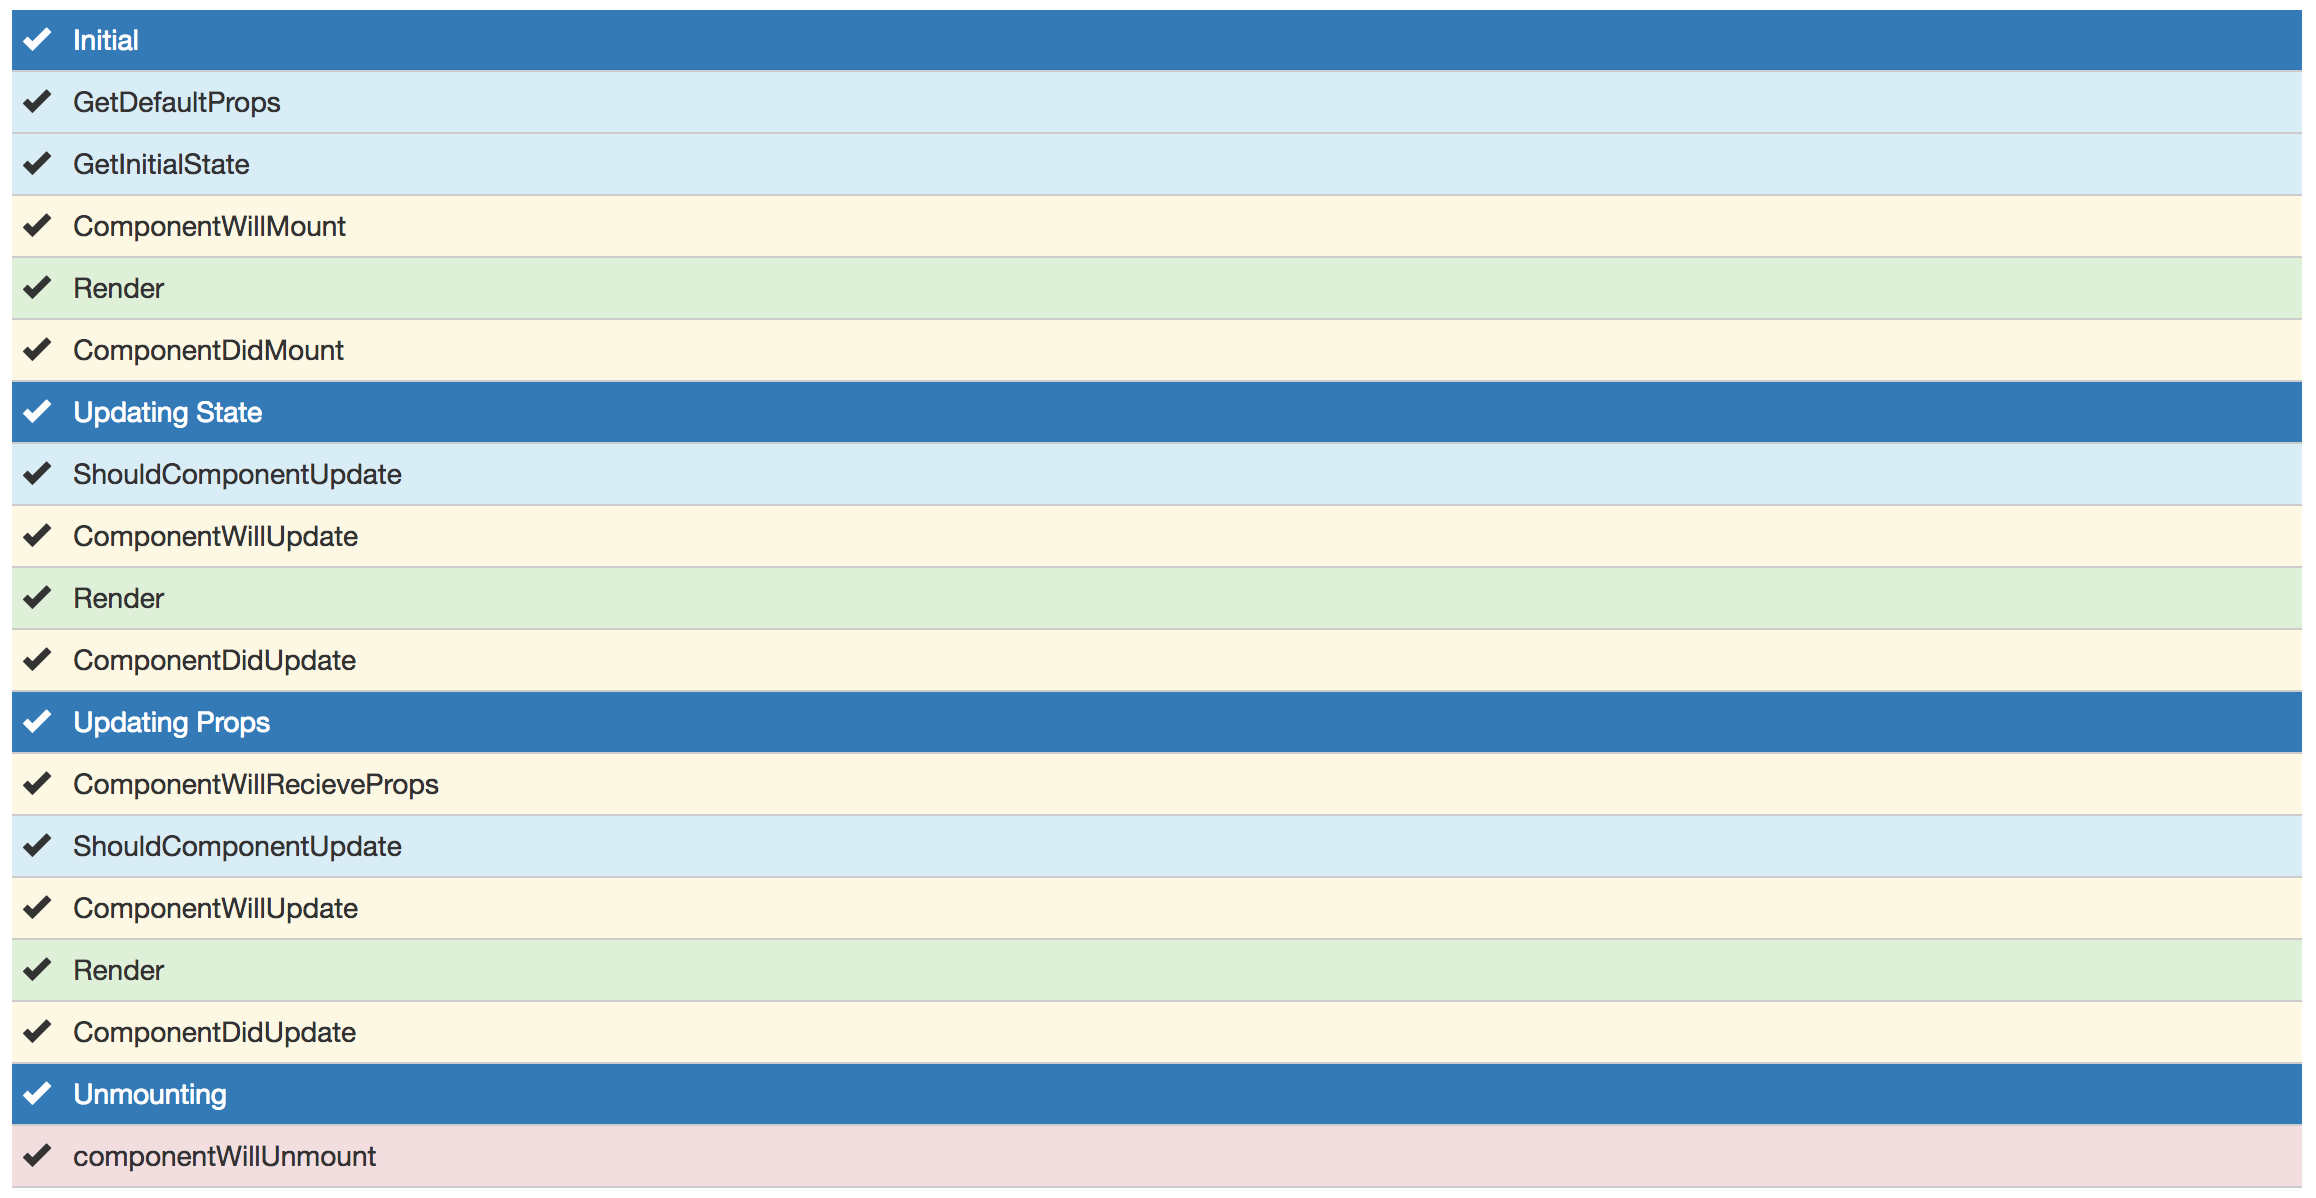 Initial
GetDefaultProps
GetInitialState
ComponentWillMount
Render
ComponentDidMount
Updating State
ShouldComponentUpdate
ComponentWillUpdate
Render
ComponentDidUpdate
Updating Props
ComponentWillRecieveProps
ShouldComponentUpdate
ComponentWillUpdate
Render
ComponentDidUpdate
Unmounting
componentWillUnmount